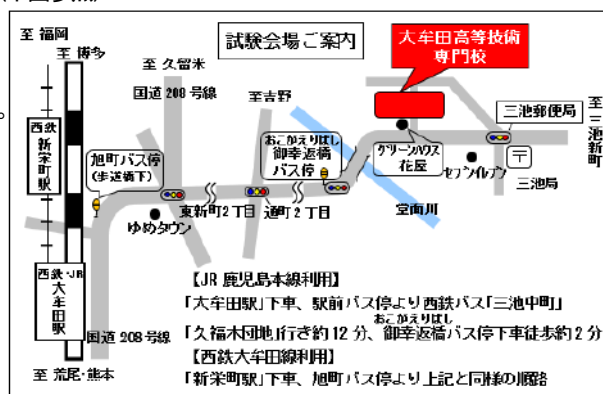 至 福岡
至 博多
試験会場ご案内
大牟田高等技術
専門校
至 久留米
国道 208 号線
至吉野
三池郵便局
至 三池新町
西鉄 新栄町駅
旭町バス停
(歩道橋下)
おこがえりばし
御幸返橋
バス停
グリーンハウス
花屋
セブンイレブン
〒
三池局
ゆめタウン
東新町2丁目
通町2丁目
堂面川
西鉄・JR
大牟田駅
国道 208 号線
至 荒尾・熊本
【JR 鹿児島本線利用】
「大牟田駅」下車、駅前バス停より西鉄バス「三池中町」
おこがえりばし
「久福木団地」行き約12分、御幸返橋バス停下車徒歩約2分
【西鉄大牟田線利用】
「新栄町駅」下車、旭町バス停より上記と同様の順路